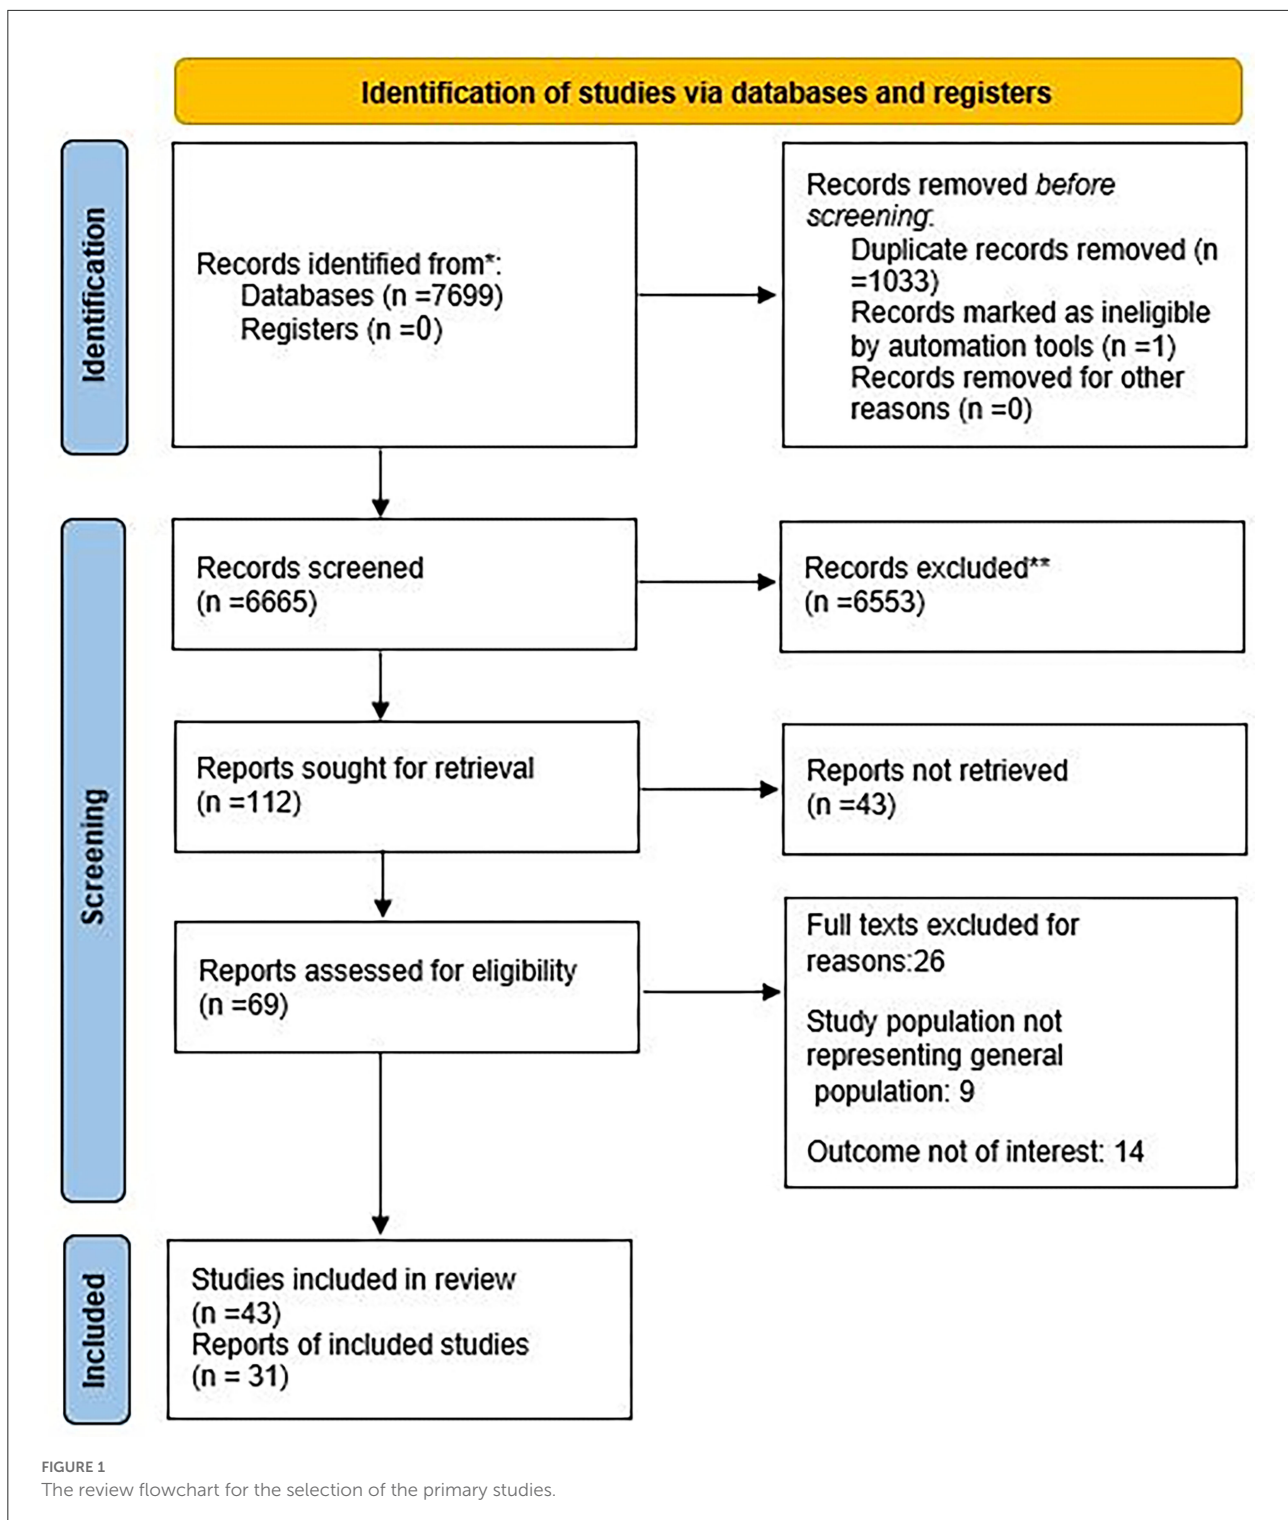 Identification of studies via databases and registers
Identification
Records identified from*:
Databases (n =7699)
Registers (n =0)
Records removed before
screening:
Duplicate records removed (n
=1033)
Records marked as ineligible
by automation tools (n =1)
Records removed for other
reasons (n =0)
Screening
Records screened
(n =6665)
Records excluded**
(n =6553)
Reports sought for retrieval
(n =112)
Reports not retrieved
(n =43)
Reports assessed for eligibility
(n =69)
Full texts excluded for
reasons:26
Study population not
representing general
population: 9
Outcome not of interest: 14
Included
Studies included in review
(n =43)
Reports of included studies
(n = 31)
FIGURE 1
The review flowchart for the selection of the primary studies.